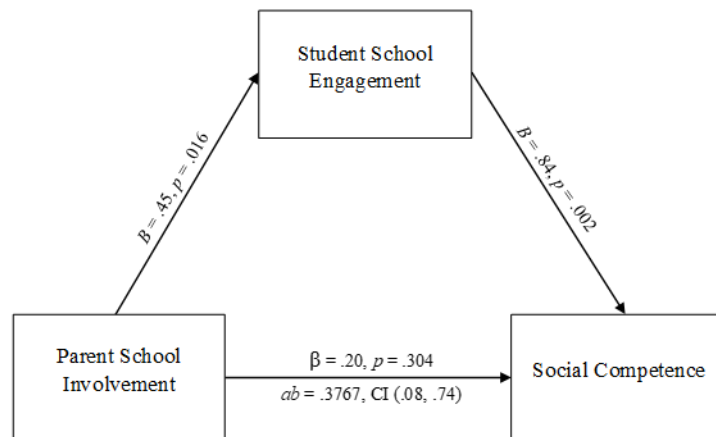 Student School
Engagement
B = .45, p = .016
B = .84, p = .002
Parent School
Involvement
β = .20, p = .304
ab = .3767, CI (.08, .74)
Social Competence